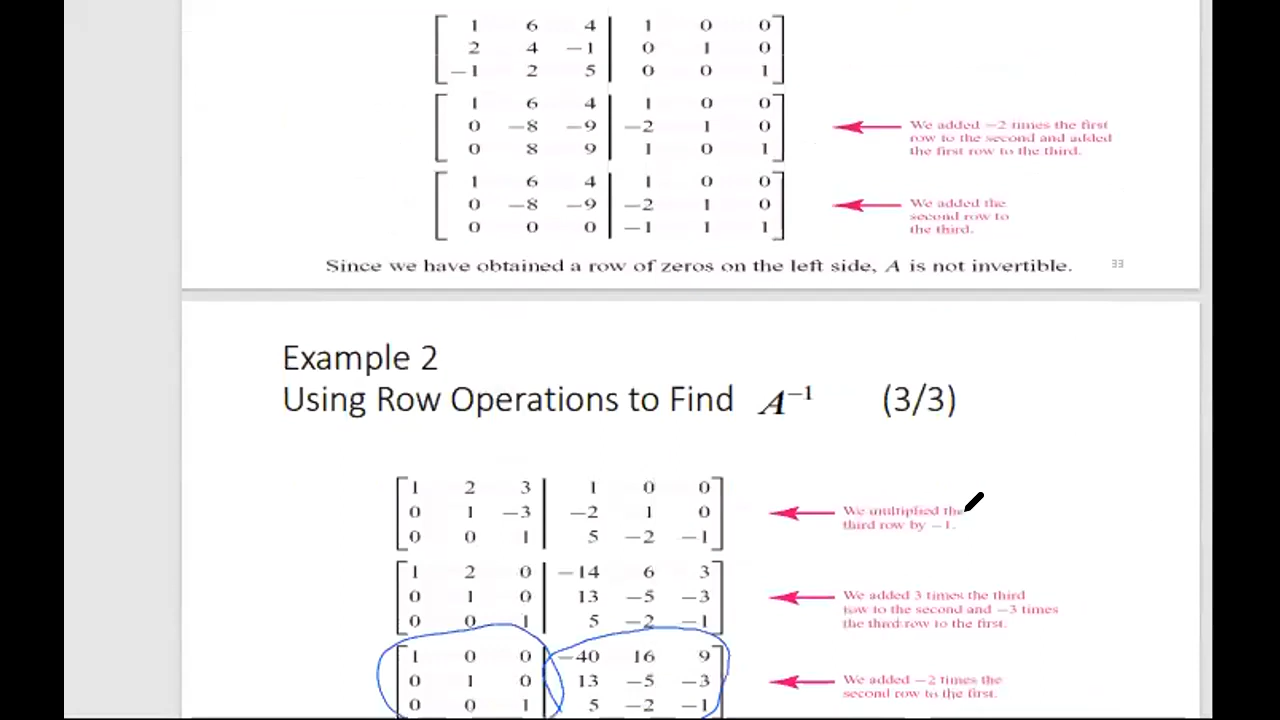 1 6 4 1 0 0
2 4 −1 0 1 0
−1 2 5 0 0 1
1 6 4 1 0 0
0 −8 −9 −2 1 0
0 8 9 1 0 1
We added −2 times the first
row to the second and added
the first row to the third.
1 6 4 1 0 0
0 −8 −9 −2 1 0
0 0 0 −1 1 1
We added the
second row to
the third.
Since we have obtained a row of zeros on the left side, A is not invertible.
33
Example 2
Using Row Operations to Find A⁻¹ (3/3)
1 2 3 1 0 0
0 1 −3 −2 1 0
0 0 1 5 −2 −1
We multiplied the
third row by −1.
1 2 0 −14 6 3
0 1 0 13 −5 −3
0 0 1 5 −2 −1
We added 3 times the third
row to the second and −3 times
the third row to the first.
1 0 0 −40 16 9
0 1 0 13 −5 −3
0 0 1 5 −2 −1
We added −2 times the
second row to the first.